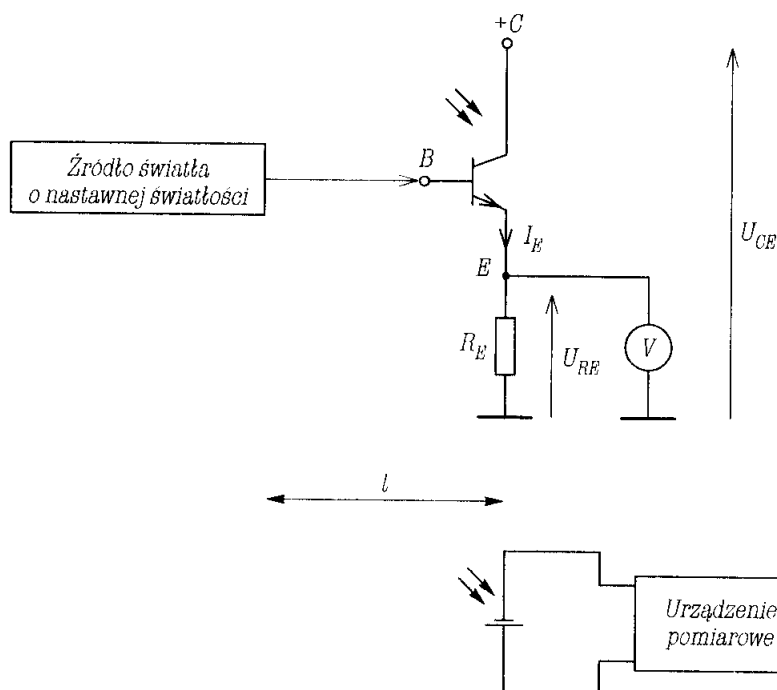 +C
Źródło światła
o nastawnej światłości
B
I_E
E
U_CE
R_E
U_RE
V
l
Urządzenie
pomiarowe